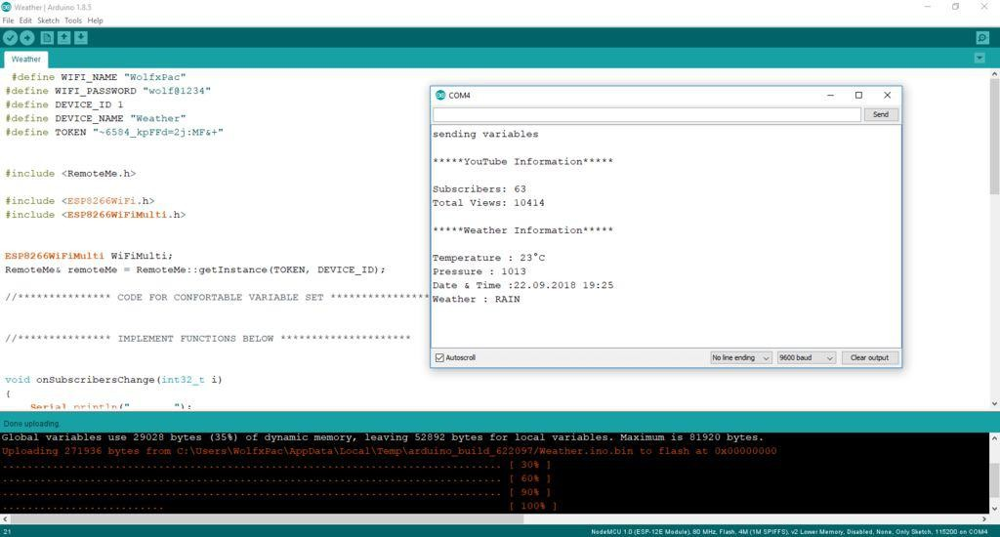 Weather | Arduino 1.8.5
File Edit Sketch Tools Help
Weather
#define WIFI_NAME "WolfxPac"
#define WIFI_PASSWORD "wolf@1234"
#define DEVICE_ID 1
#define DEVICE_NAME "Weather"
#define TOKEN "~6584_kpFFd=2j:MF&+"
#include <RemoteMe.h>
#include <ESP8266WiFi.h>
#include <ESP8266WiFiMulti.h>
ESP8266WiFiMulti WiFiMulti;
RemoteMe& remoteMe = RemoteMe::getInstance(TOKEN, DEVICE_ID);
//*************** CODE FOR CONFORTABLE VARIABLE SET ****************
//*************** IMPLEMENT FUNCTIONS BELOW *********************
void onSubscribersChange(int32_t i)
{
Serial.println("
");
COM4
Send
sending variables
*****YouTube Information*****
Subscribers: 63
Total Views: 10414
*****Weather Information*****
Temperature : 23°C
Pressure : 1013
Date & Time :22.09.2018 19:25
Weather : RAIN
Autoscroll
No line ending
9600 baud
Clear output
Done uploading.
Global variables use 29028 bytes (35%) of dynamic memory, leaving 52892 bytes for local variables. Maximum is 81920 bytes.
Uploading 271936 bytes from C:\Users\WolfxPac\AppData\Local\Temp\arduino_build_622097/Weather.ino.bin to flash at 0x00000000
................................................................................ [ 30% ]
................................................................................ [ 60% ]
................................................................................ [ 90% ]
.......................... [ 100% ]
21
NodeMCU 1.0 (ESP-12E Module), 80 MHz, Flash, 4M (1M SPIFFS), v2 Lower Memory, Disabled, None, Only Sketch, 115200 on COM4